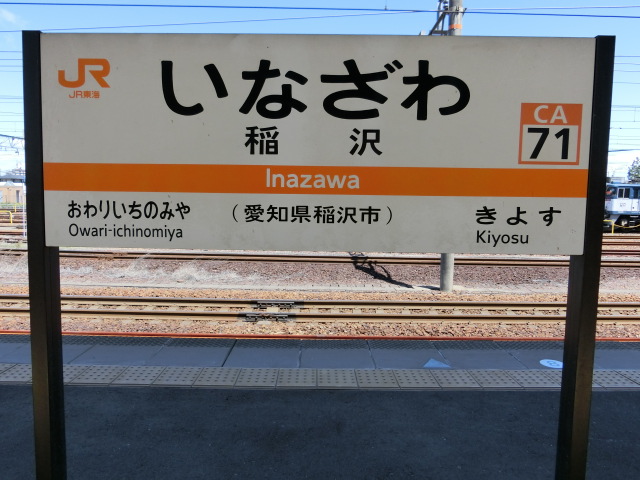 JR
JR東海
いなざわ
稲沢
CA
71
Inazawa
おわりいちのみや
Owari-ichinomiya
(愛知県稲沢市)
きよす
Kiyosu